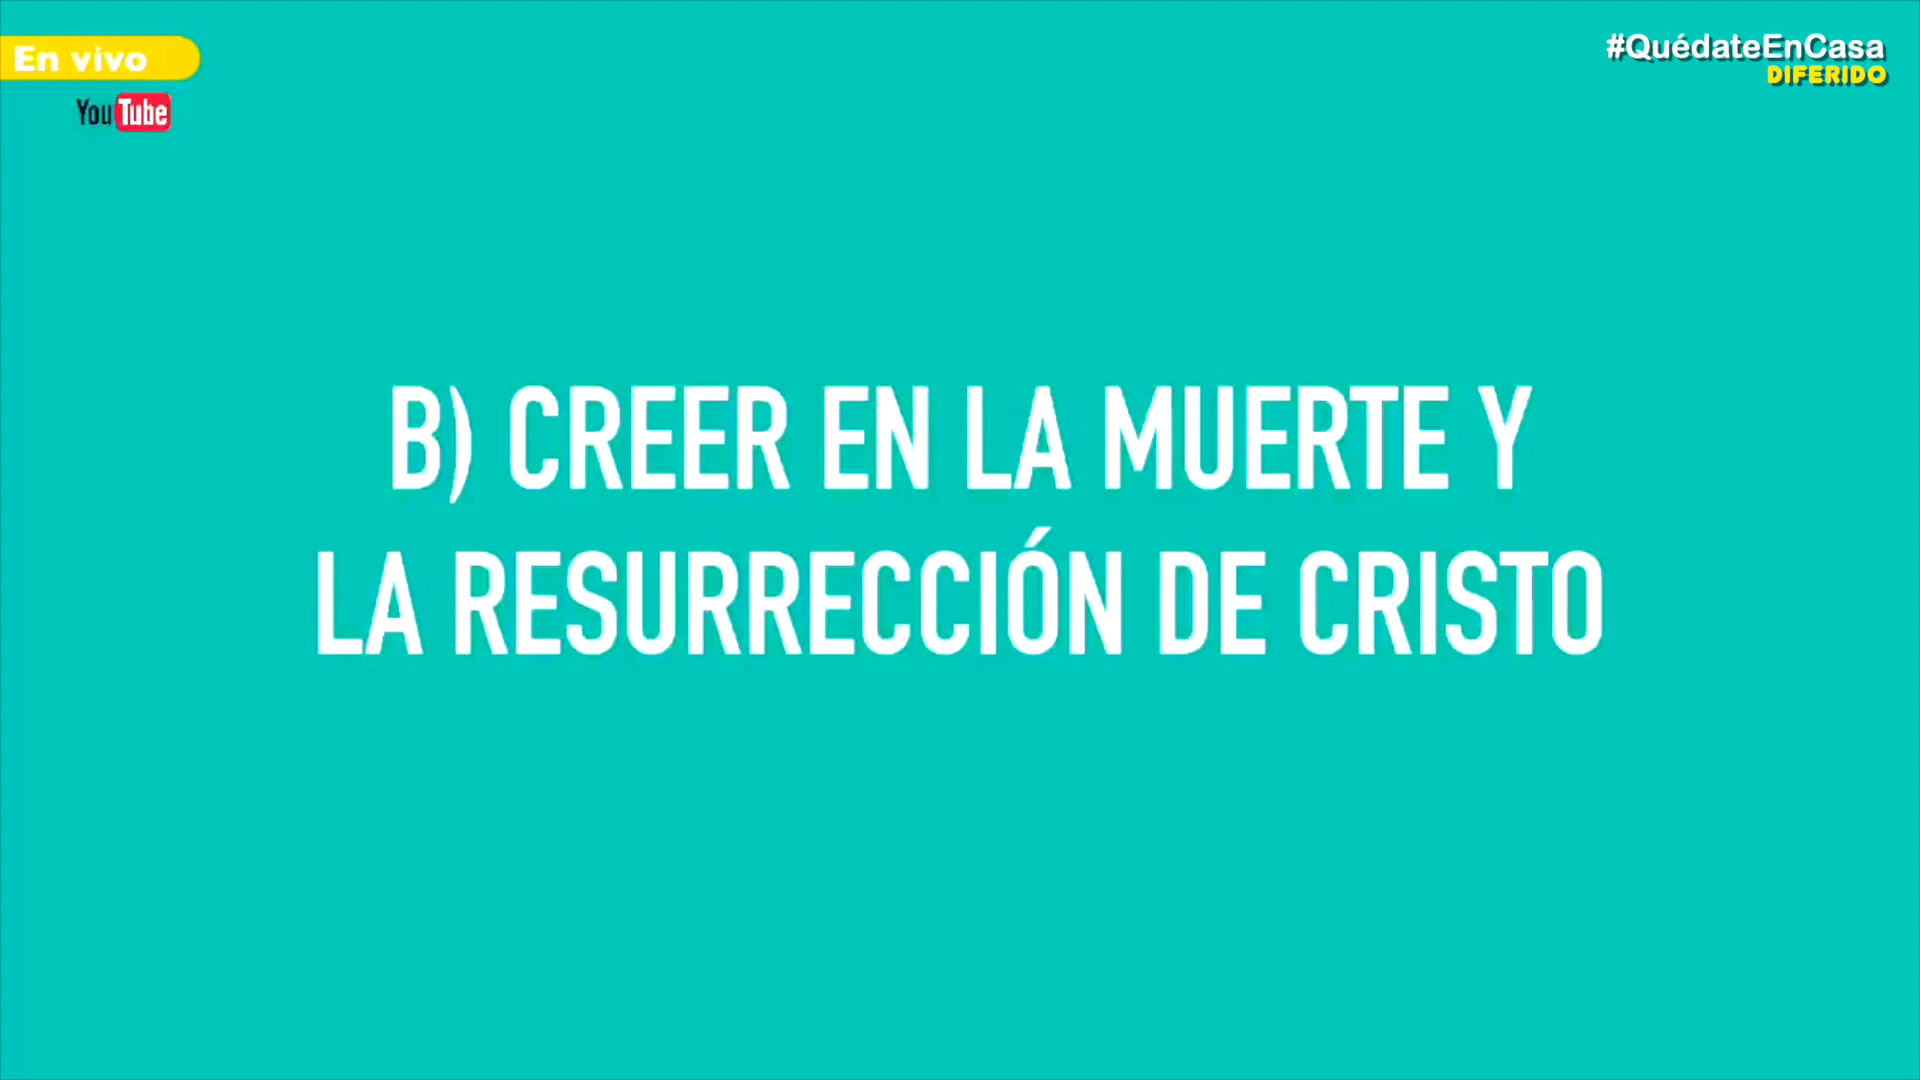 En vivo
YouTube
#QuédateEnCasa
DIFERIDO
B) CREER EN LA MUERTE Y
LA RESURRECCIÓN DE CRISTO